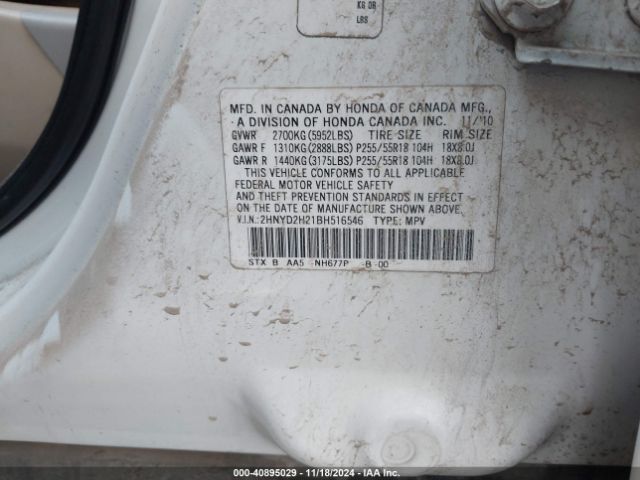 KG OR
LBS
MFD. IN CANADA BY HONDA OF CANADA MFG.,
A DIVISION OF HONDA CANADA INC. 11/10
GVWR 2700KG(5952LBS) TIRE SIZE RIM SIZE
GAWR F 1310KG(2888LBS) P255/55R18 104H 18X8.0J
GAWR R 1440KG(3175LBS) P255/55R18 104H 18X8.0J
THIS VEHICLE CONFORMS TO ALL APPLICABLE
FEDERAL MOTOR VEHICLE SAFETY
AND THEFT PREVENTION STANDARDS IN EFFECT
ON THE DATE OF MANUFACTURE SHOWN ABOVE.
V.I.N.:2HNYD2H21BH516546 TYPE: MPV
STX B AA5 NH677P -B-00
000-40895029 | 11/18/2024 | IAA Inc.